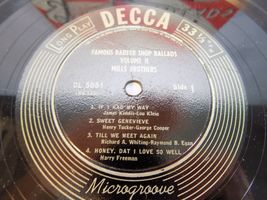 LONG PLAY
DECCA
33 1/3
FAMOUS BARBER SHOP BALLADS
VOLUME II
MILLS BROTHERS
DL 5051
Side 1
1. IF I HAD MY WAY
James Kendis-Lou Klein
2. SWEET GENEVIEVE
Henry Tucker-George Cooper
3. TILL WE MEET AGAIN
Richard A. Whiting-Raymond B. Egan
4. HONEY, DAT I LOVE SO WELL
Harry Freeman
Microgroove